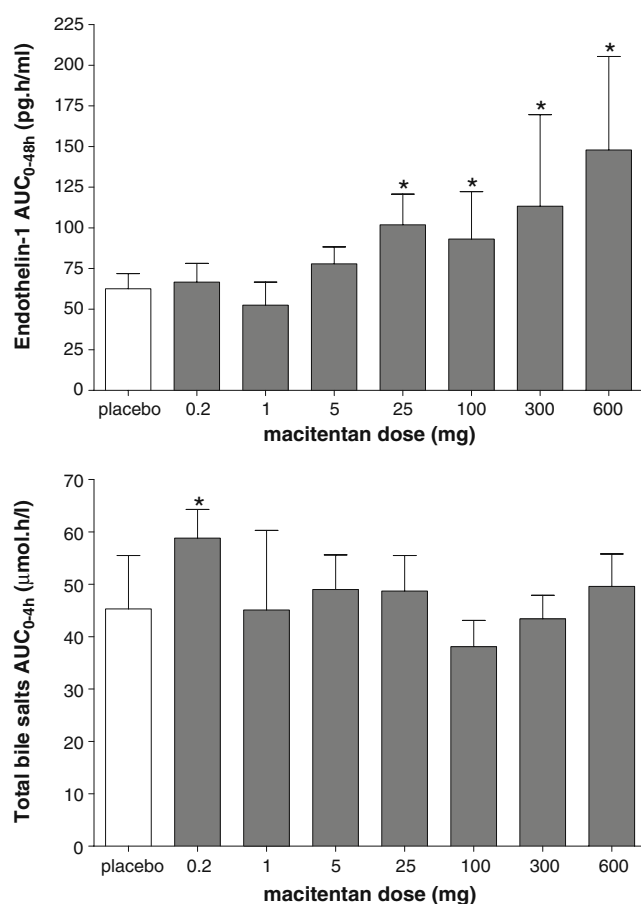 Endothelin-1 AUC0-48h (pg.h/ml)
225
200
175
150
125
100
75
50
25
0
* * * *
placebo 0.2 1 5 25 100 300 600
macitentan dose (mg)
Total bile salts AUC0-4h (μmol.h/l)
70
60
50
40
30
20
10
0
*
placebo 0.2 1 5 25 100 300 600
macitentan dose (mg)